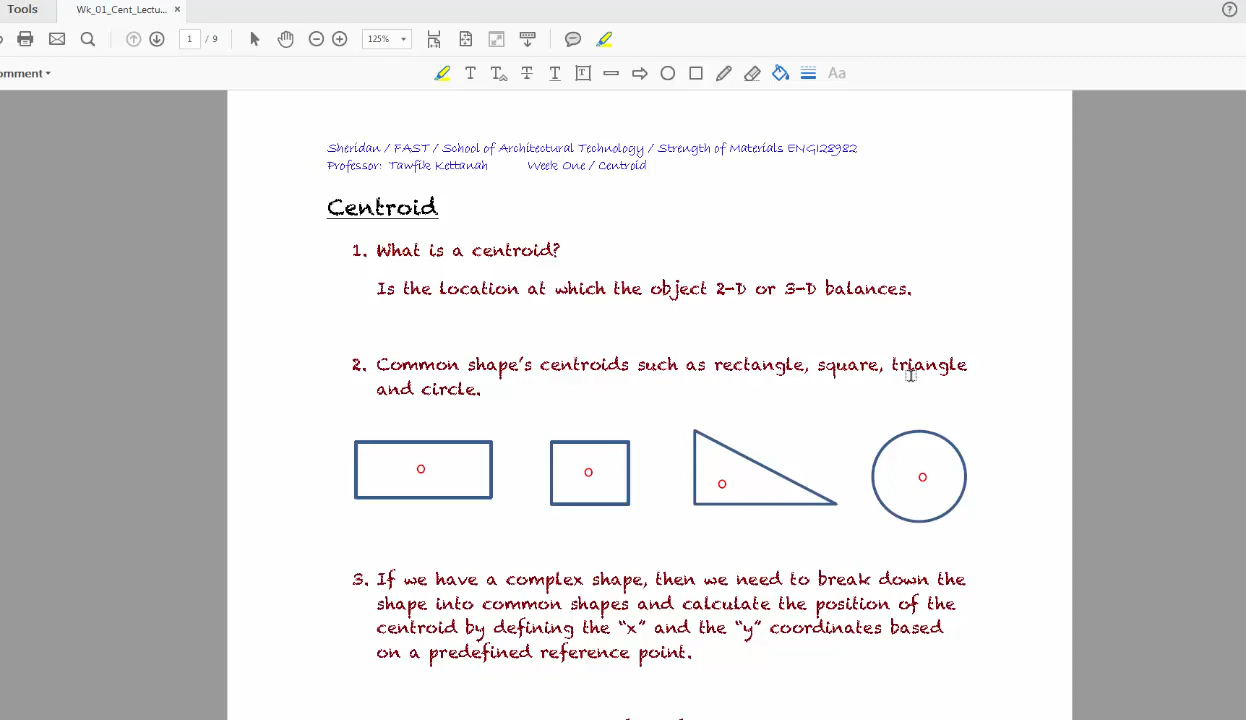 Tools
Wk_01_Cent_Lectu... ×
?
1 / 9
125%
omment
T T T T T Aa
Sheridan / FAST / School of Architectural Technology / Strength of Materials ENGI28982
Professor: Tawfik Kettanah Week One / Centroid
Centroid
1. What is a centroid?
Is the location at which the object 2-D or 3-D balances.
2. Common shape's centroids such as rectangle, square, triangle
and circle.
o o o o
3. If we have a complex shape, then we need to break down the
shape into common shapes and calculate the position of the
centroid by defining the “x” and the “y” coordinates based
on a predefined reference point.